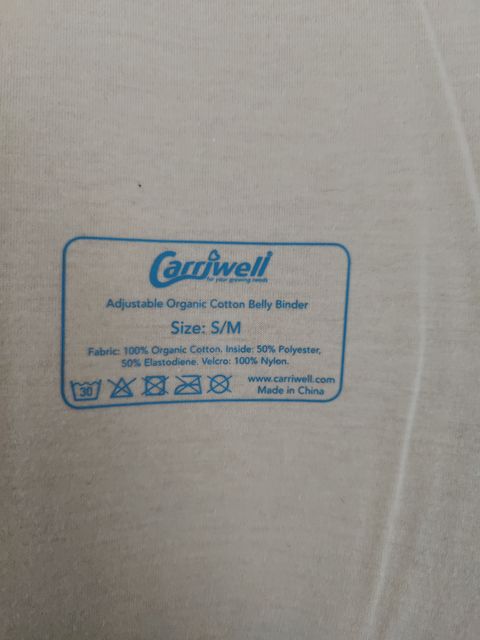 Carriwell
for your growing needs
Adjustable Organic Cotton Belly Binder
Size: S/M
Fabric: 100% Organic Cotton. Inside: 50% Polyester,
50% Elastodiene. Velcro: 100% Nylon.
30
www.carriwell.com
Made in China